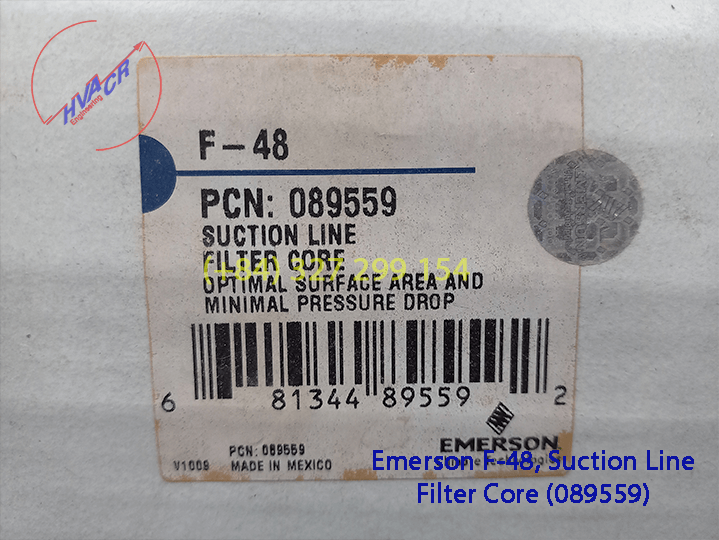 HVACR
Engineering
F-48
PCN: 089559
SUCTION LINE
FILTER CORE
(+84) 327 299 154
OPTIMAL SURFACE AREA AND
MINIMAL PRESSURE DROP
6 81344 89559 2
PCN: 089559
V1009 MADE IN MEXICO
EMERSON
Emerson F-48, Suction Line
Filter Core (089559)